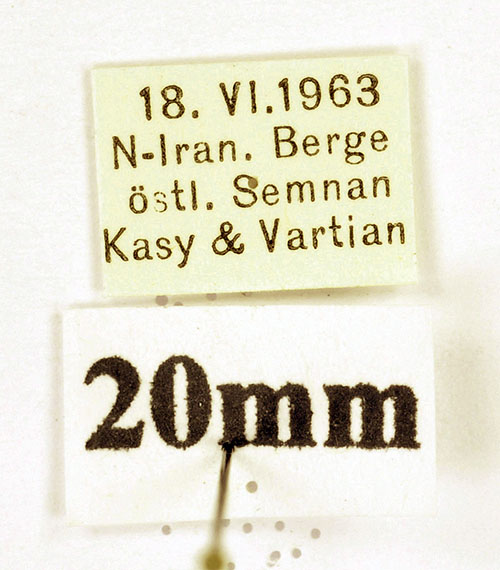 18. VI.1963
N-Iran. Berge
östl. Semnan
Kasy & Vartian
20mm